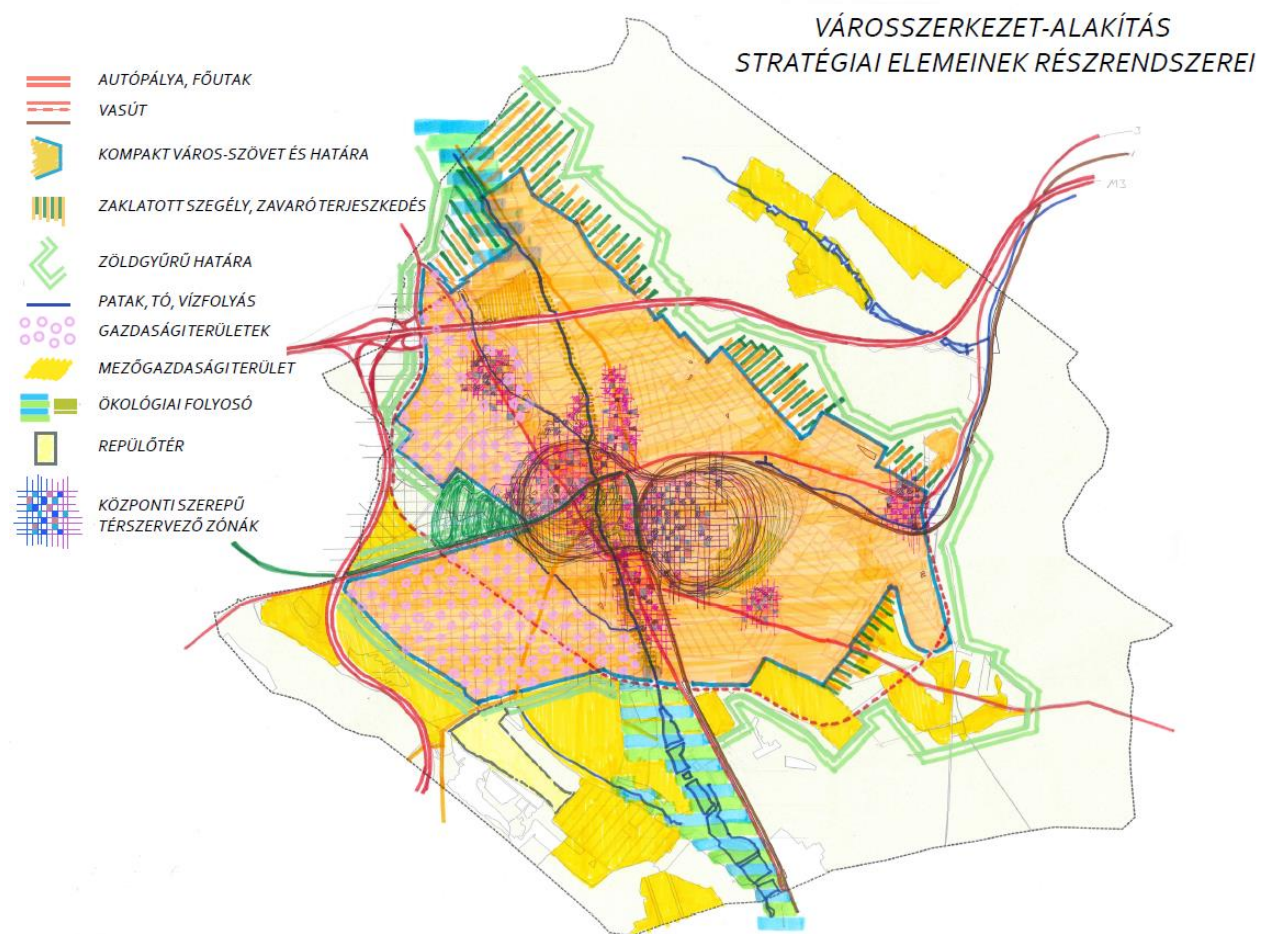 VÁROSSZERKEZET-ALAKÍTÁS
STRATÉGIAI ELEMEINEK RÉSZRENDSZEREI
AUTÓPÁLYA, FŐUTAK
VASÚT
KOMPAKT VÁROS-SZÖVET ÉS HATÁRA
ZAKLATOTT SZEGÉLY, ZAVARÓ TERJESZKEDÉS
ZÖLDGYŰRŰ HATÁRA
PATAK, TÓ, VÍZFOLYÁS
GAZDASÁGI TERÜLETEK
MEZŐGAZDASÁGI TERÜLET
ÖKOLÓGIAI FOLYOSÓ
REPÜLŐTÉR
KÖZPONTI SZEREPŰ
TÉRSZERVEZŐ ZÓNÁK
M3